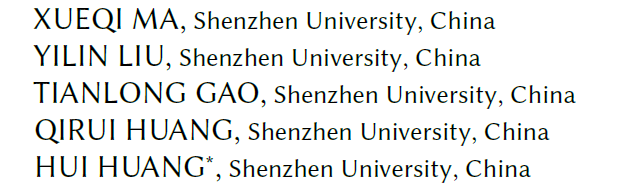 XUEQI MA, Shenzhen University, China
YILIN LIU, Shenzhen University, China
TIANLONG GAO, Shenzhen University, China
QIRUI HUANG, Shenzhen University, China
HUI HUANG*, Shenzhen University, China